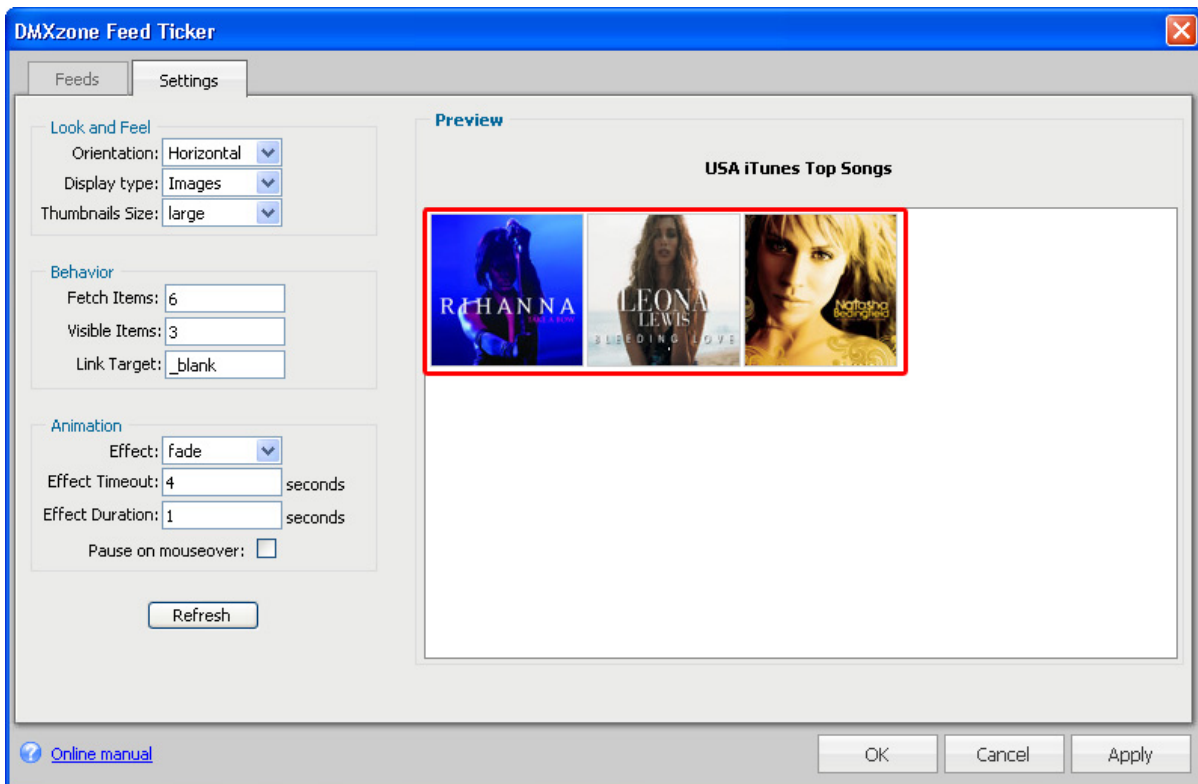 DMXzone Feed Ticker
Feeds
Settings
Look and Feel
Orientation: Horizontal
Display type: Images
Thumbnails Size: large
Behavior
Fetch Items: 6
Visible Items: 3
Link Target: _blank
Animation
Effect: fade
Effect Timeout: 4 seconds
Effect Duration: 1 seconds
Pause on mouseover:
Refresh
Preview
USA iTunes Top Songs
RIHANNA
TAKE A BOW
LEONA
LEWIS
BLEEDING LOVE
Natasha
Bedingfield
? Online manual
OK
Cancel
Apply